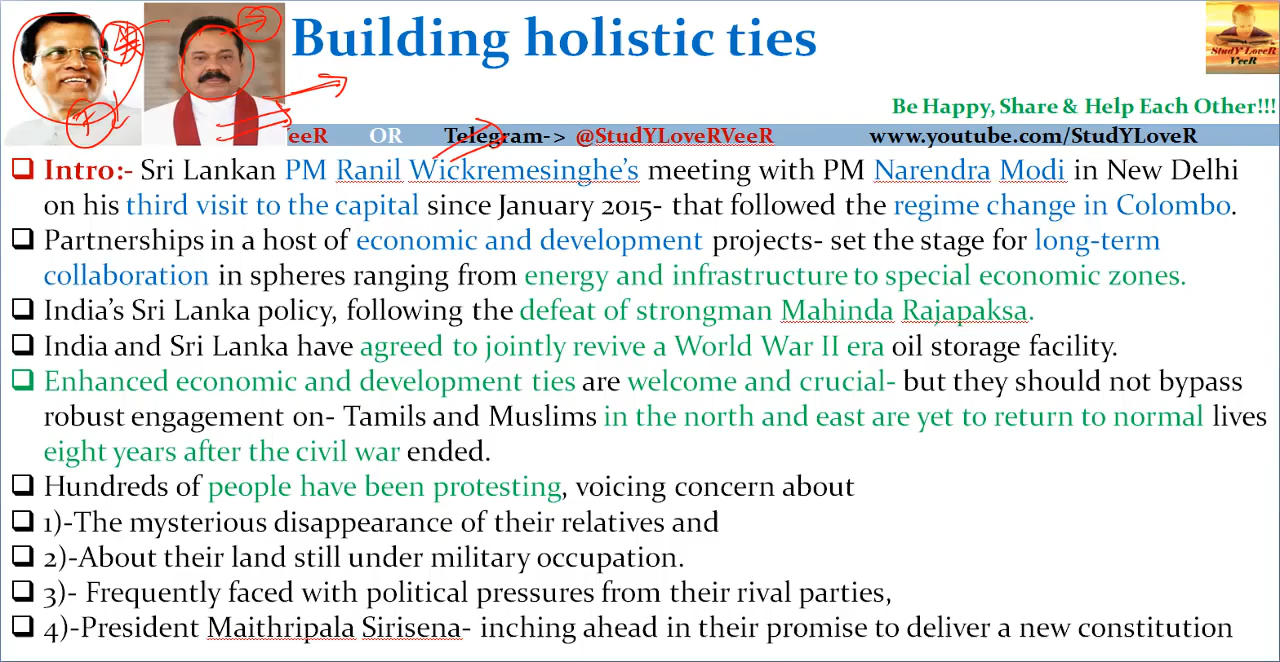 Building holistic ties
StudY LoveR
VeeR
Be Happy, Share & Help Each Other!!!
VeeR OR Telegram-> @StudYLoveRVeeR www.youtube.com/StudYLoveR
Intro:- Sri Lankan PM Ranil Wickremesinghe's meeting with PM Narendra Modi in New Delhi
on his third visit to the capital since January 2015- that followed the regime change in Colombo.
Partnerships in a host of economic and development projects- set the stage for long-term
collaboration in spheres ranging from energy and infrastructure to special economic zones.
India's Sri Lanka policy, following the defeat of strongman Mahinda Rajapaksa.
India and Sri Lanka have agreed to jointly revive a World War II era oil storage facility.
Enhanced economic and development ties are welcome and crucial- but they should not bypass
robust engagement on- Tamils and Muslims in the north and east are yet to return to normal lives
eight years after the civil war ended.
Hundreds of people have been protesting, voicing concern about
1)-The mysterious disappearance of their relatives and
2)-About their land still under military occupation.
3)- Frequently faced with political pressures from their rival parties,
4)-President Maithripala Sirisena- inching ahead in their promise to deliver a new constitution